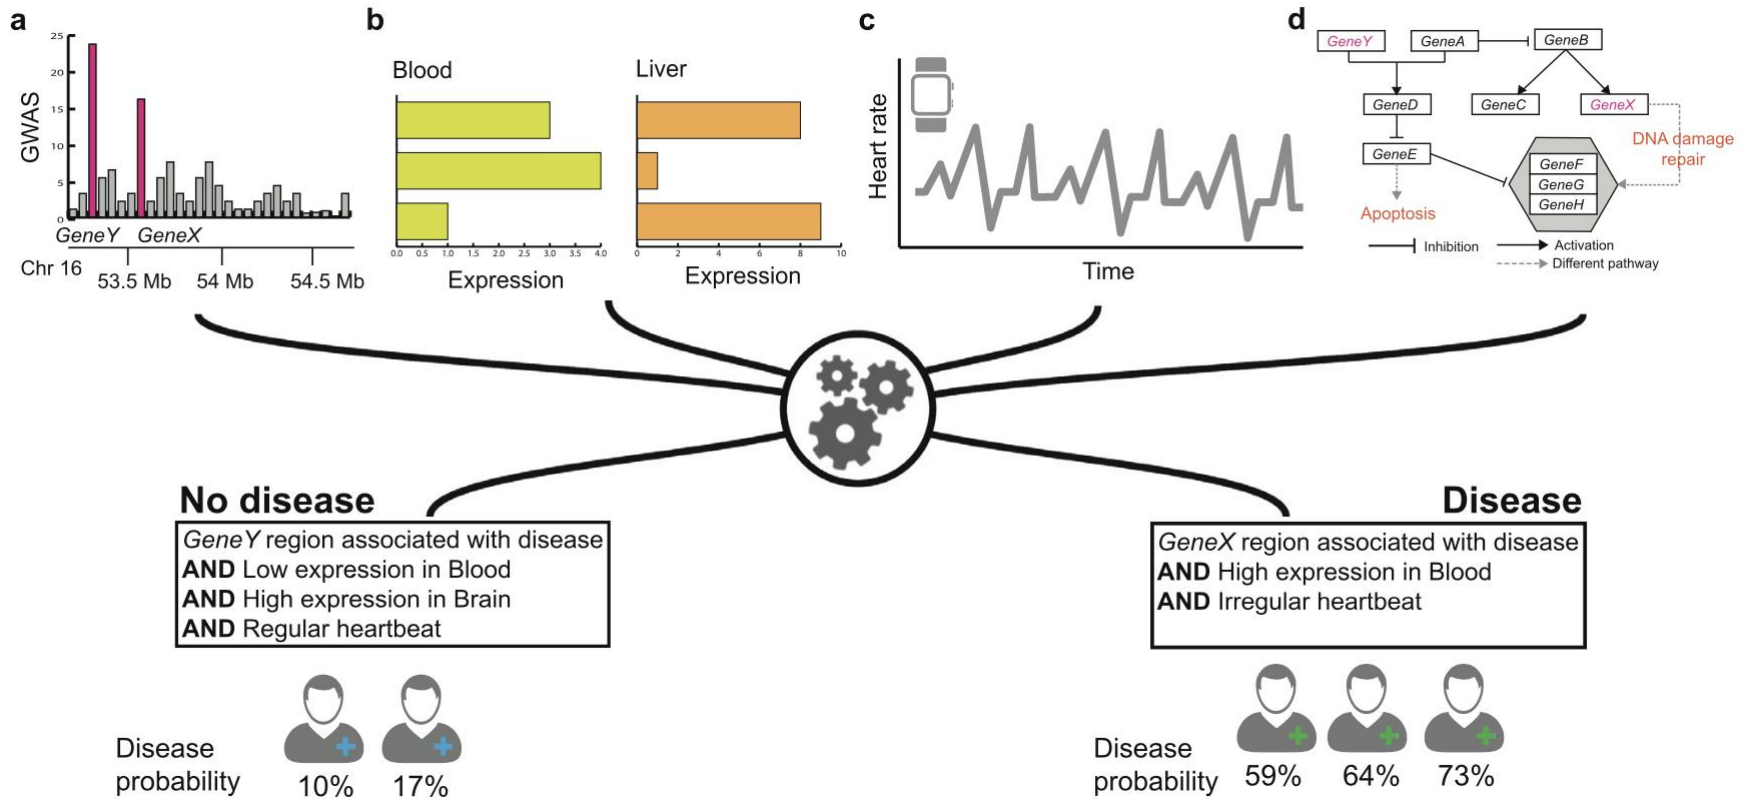 a
25
20
15
10
5
0
GWAS
GeneY GeneX
Chr 16
53.5 Mb 54 Mb 54.5 Mb
b
Blood
0.0 0.5 1.0 1.5 2.0 2.5 3.0 3.5 4.0
Expression
Liver
0 2 4 6 8 10
Expression
c
Heart rate
Time
d
GeneY GeneA GeneB
GeneD GeneC GeneX
DNA damage
repair
GeneE
GeneF
GeneG
GeneH
Apoptosis
Inhibition Activation
Different pathway
No disease
GeneY region associated with disease
AND Low expression in Blood
AND High expression in Brain
AND Regular heartbeat
Disease
probability
10% 17%
Disease
GeneX region associated with disease
AND High expression in Blood
AND Irregular heartbeat
Disease
probability
59% 64% 73%